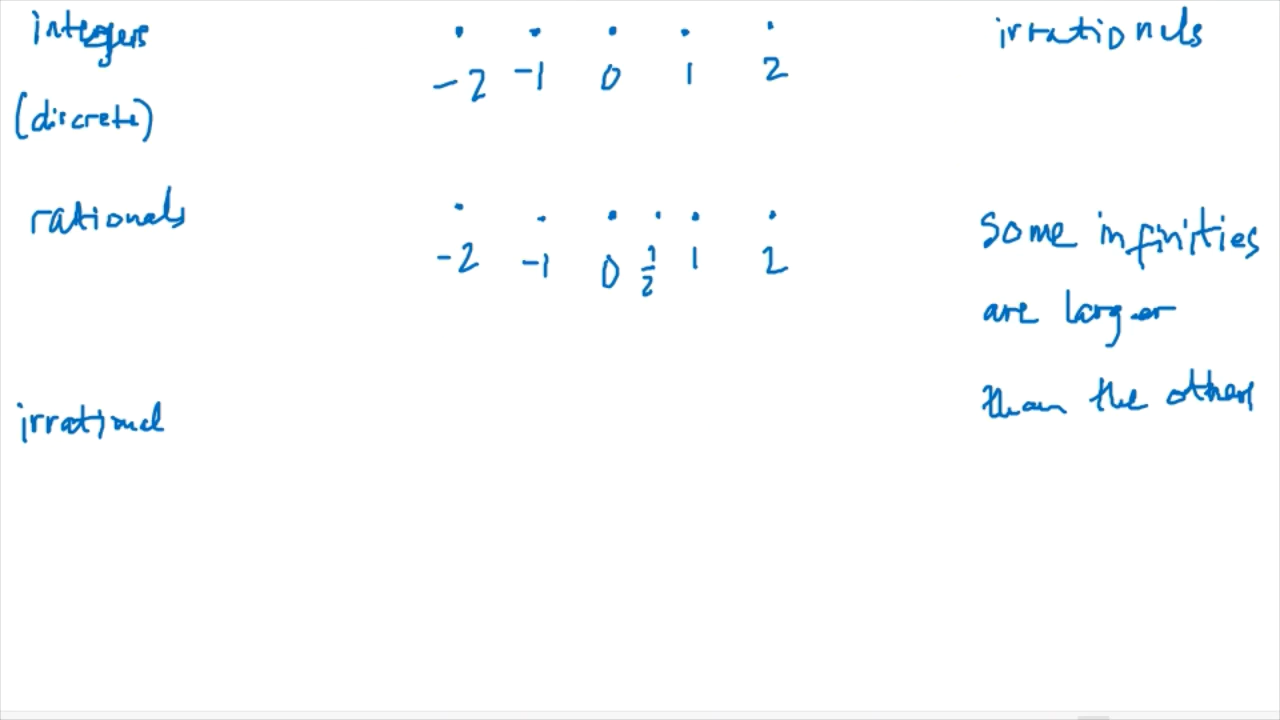 integers
-2 -1 0 1 2
irrationals
(discrete)
rationals
-2 -1 0 1/2 1 2
Some infinities
are larger
than the others
irrational